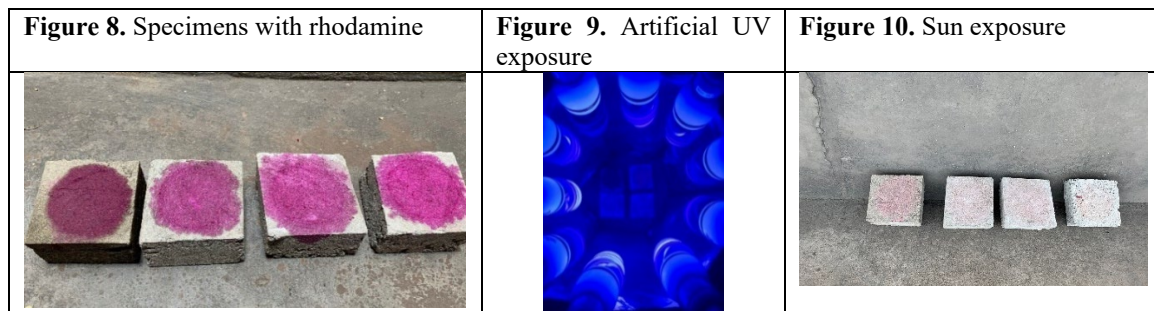 Figure 8. Specimens with rhodamine
Figure 9. Artificial UV
exposure
Figure 10. Sun exposure